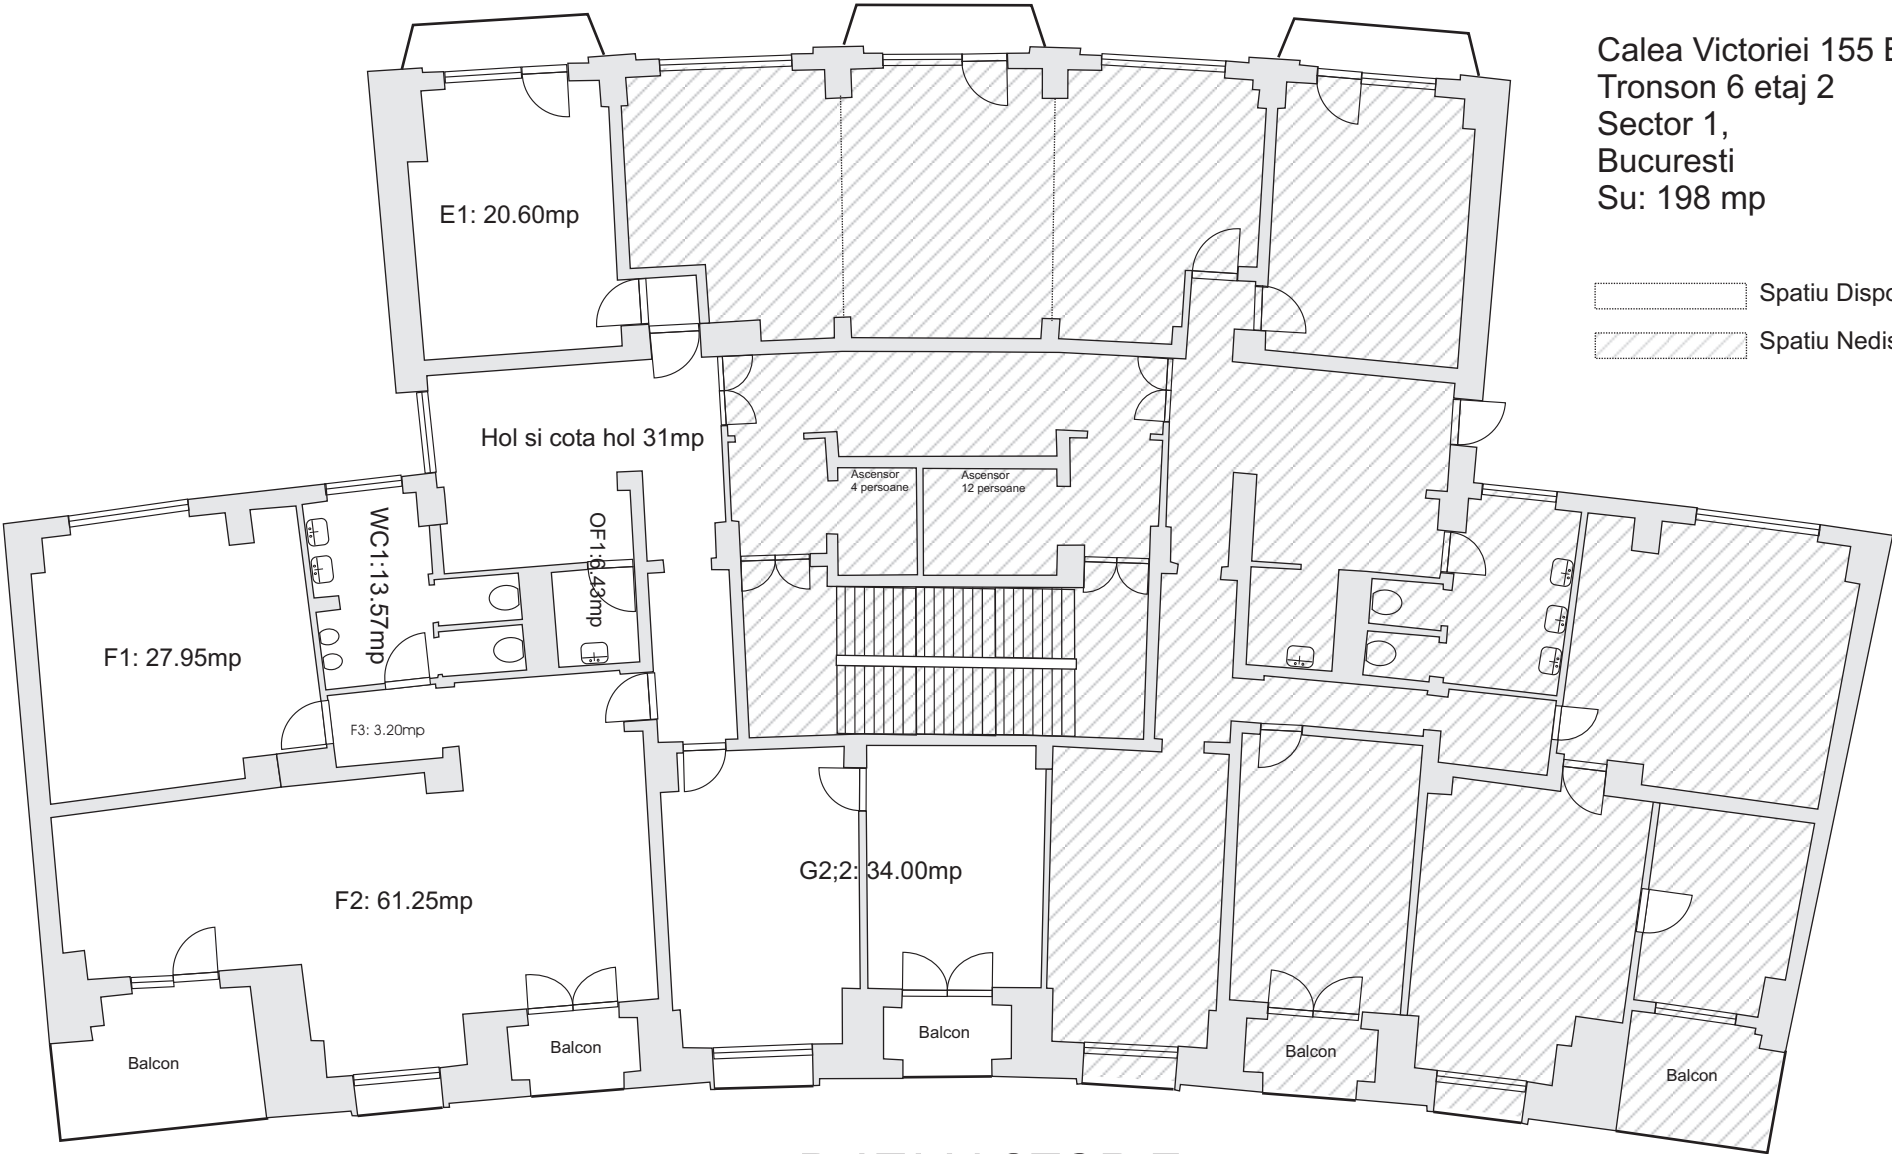 Calea Victoriei 155
Tronson 6 etaj 2
Sector 1,
Bucuresti
Su: 198 mp
Spatiu
Spatiu
E1: 20.60mp
Hol si cota hol 31mp
Ascensor
4 persoane
Ascensor
12 persoane
WC1:13.57mp
OF1:6.43mp
F1: 27.95mp
F3: 3.20mp
F2: 61.25mp
G2;2: 34.00mp
Balcon
Balcon
Balcon
Balcon
Balcon